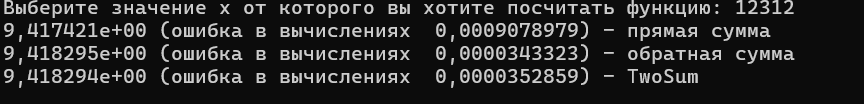 Выберите значение x от которого вы хотите посчитать функцию: 12312
9,417421e+00 (ошибка в вычислениях  0,0009078979) - прямая сумма
9,418295e+00 (ошибка в вычислениях  0,0000343323) - обратная сумма
9,418294e+00 (ошибка в вычислениях  0,0000352859) - TwoSum